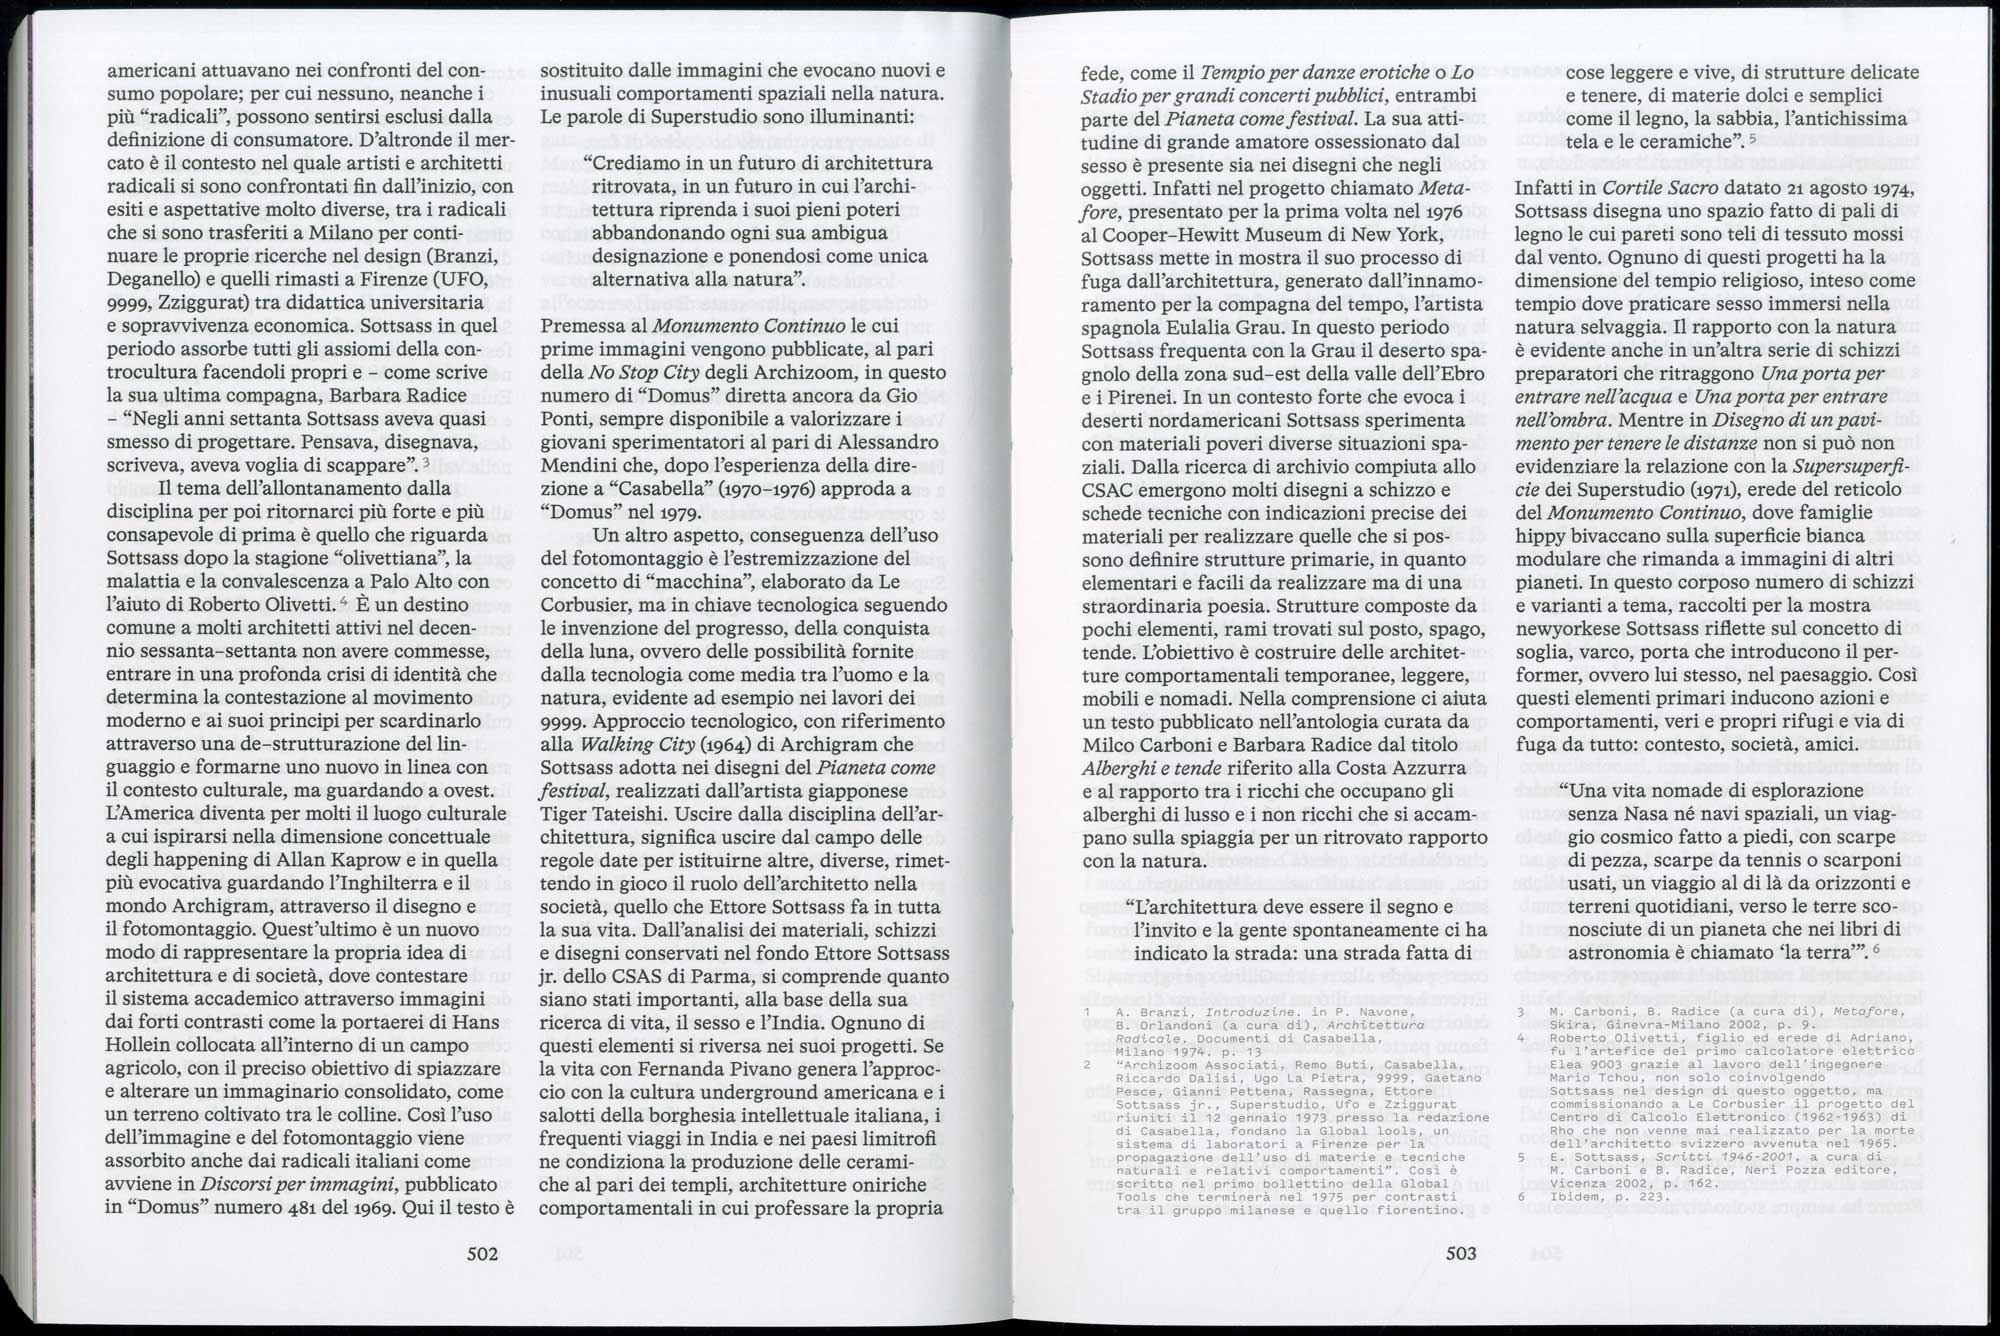 americani attuavano nei confronti del con-
sumo popolare; per cui nessuno, neanche i
più “radicali”, possono sentirsi esclusi dalla
definizione di consumatore. D’altronde il mer-
cato è il contesto nel quale artisti e architetti
radicali si sono confrontati fin dall’inizio, con
esiti e aspettative molto diverse, tra i radicali
che si sono trasferiti a Milano per conti-
nuare le proprie ricerche nel design (Branzi,
Deganello) e quelli rimasti a Firenze (UFO,
9999, Zziggurat) tra didattica universitaria
e sopravvivenza economica. Sottsass in quel
periodo assorbe tutti gli assiomi della con-
trocultura facendoli propri e – come scrive
la sua ultima compagna, Barbara Radice
– “Negli anni settanta Sottsass aveva quasi
smesso di progettare. Pensava, disegnava,
scriveva, aveva voglia di scappare”. 3
Il tema dell’allontanamento dalla
disciplina per poi ritornarci più forte e più
consapevole di prima è quello che riguarda
Sottsass dopo la stagione “olivettiana”, la
malattia e la convalescenza a Palo Alto con
l’aiuto di Roberto Olivetti. 4 È un destino
comune a molti architetti attivi nel decen-
nio sessanta–settanta non avere commesse,
entrare in una profonda crisi di identità che
determina la contestazione al movimento
moderno e ai suoi principi per scardinarlo
attraverso una de–strutturazione del lin-
guaggio e formarne uno nuovo in linea con
il contesto culturale, ma guardando a ovest.
L’America diventa per molti il luogo culturale
a cui ispirarsi nella dimensione concettuale
degli happening di Allan Kaprow e in quella
più evocativa guardando l’Inghilterra e il
mondo Archigram, attraverso il disegno e
il fotomontaggio. Quest’ultimo è un nuovo
modo di rappresentare la propria idea di
architettura e di società, dove contestare
il sistema accademico attraverso immagini
dai forti contrasti come la portaerei di Hans
Hollein collocata all’interno di un campo
agricolo, con il preciso obiettivo di spiazzare
e alterare un immaginario consolidato, come
un terreno coltivato tra le colline. Così l’uso
dell’immagine e del fotomontaggio viene
assorbito anche dai radicali italiani come
avviene in Discorsi per immagini, pubblicato
in “Domus” numero 481 del 1969. Qui il testo è
sostituito dalle immagini che evocano nuovi e
inusuali comportamenti spaziali nella natura.
Le parole di Superstudio sono illuminanti:
“Crediamo in un futuro di architettura
ritrovata, in un futuro in cui l’archi-
tettura riprenda i suoi pieni poteri
abbandonando ogni sua ambigua
designazione e ponendosi come unica
alternativa alla natura”.
Premessa al Monumento Continuo le cui
prime immagini vengono pubblicate, al pari
della No Stop City degli Archizoom, in questo
numero di “Domus” diretta ancora da Gio
Ponti, sempre disponibile a valorizzare i
giovani sperimentatori al pari di Alessandro
Mendini che, dopo l’esperienza della dire-
zione a “Casabella” (1970–1976) approda a
“Domus” nel 1979.
Un altro aspetto, conseguenza dell’uso
del fotomontaggio è l’estremizzazione del
concetto di “macchina”, elaborato da Le
Corbusier, ma in chiave tecnologica seguendo
le invenzione del progresso, della conquista
della luna, ovvero delle possibilità fornite
dalla tecnologia come media tra l’uomo e la
natura, evidente ad esempio nei lavori dei
9999. Approccio tecnologico, con riferimento
alla Walking City (1964) di Archigram che
Sottsass adotta nei disegni del Pianeta come
festival, realizzati dall’artista giapponese
Tiger Tateishi. Uscire dalla disciplina dell’ar-
chitettura, significa uscire dal campo delle
regole date per istituirne altre, diverse, rimet-
tendo in gioco il ruolo dell’architetto nella
società, quello che Ettore Sottsass fa in tutta
la sua vita. Dall’analisi dei materiali, schizzi
e disegni conservati nel fondo Ettore Sottsass
jr. dello CSAS di Parma, si comprende quanto
siano stati importanti, alla base della sua
ricerca di vita, il sesso e l’India. Ognuno di
questi elementi si riversa nei suoi progetti. Se
la vita con Fernanda Pivano genera l’approc-
cio con la cultura underground americana e i
salotti della borghesia intellettuale italiana, i
frequenti viaggi in India e nei paesi limitrofi
ne condiziona la produzione delle cerami-
che al pari dei templi, architetture oniriche
comportamentali in cui professare la propria
502
fede, come il Tempio per danze erotiche o Lo
Stadio per grandi concerti pubblici, entrambi
parte del Pianeta come festival. La sua atti-
tudine di grande amatore ossessionato dal
sesso è presente sia nei disegni che negli
oggetti. Infatti nel progetto chiamato Meta-
fore, presentato per la prima volta nel 1976
al Cooper–Hewitt Museum di New York,
Sottsass mette in mostra il suo processo di
fuga dall’architettura, generato dall’innamo-
ramento per la compagna del tempo, l’artista
spagnola Eulalia Grau. In questo periodo
Sottsass frequenta con la Grau il deserto spa-
gnolo della zona sud–est della valle dell’Ebro
e i Pirenei. In un contesto forte che evoca i
deserti nordamericani Sottsass sperimenta
con materiali poveri diverse situazioni spa-
ziali. Dalla ricerca di archivio compiuta allo
CSAC emergono molti disegni a schizzo e
schede tecniche con indicazioni precise dei
materiali per realizzare quelle che si pos-
sono definire strutture primarie, in quanto
elementari e facili da realizzare ma di una
straordinaria poesia. Strutture composte da
pochi elementi, rami trovati sul posto, spago,
tende. L’obiettivo è costruire delle architet-
ture comportamentali temporanee, leggere,
mobili e nomadi. Nella comprensione ci aiuta
un testo pubblicato nell’antologia curata da
Milco Carboni e Barbara Radice dal titolo
Alberghi e tende riferito alla Costa Azzurra
e al rapporto tra i ricchi che occupano gli
alberghi di lusso e i non ricchi che si accam-
pano sulla spiaggia per un ritrovato rapporto
con la natura.
“L’architettura deve essere il segno e
l’invito e la gente spontaneamente ci ha
indicato la strada: una strada fatta di
cose leggere e vive, di strutture delicate
e tenere, di materie dolci e semplici
come il legno, la sabbia, l’antichissima
tela e le ceramiche”. 5
Infatti in Cortile Sacro datato 21 agosto 1974,
Sottsass disegna uno spazio fatto di pali di
legno le cui pareti sono teli di tessuto mossi
dal vento. Ognuno di questi progetti ha la
dimensione del tempio religioso, inteso come
tempio dove praticare sesso immersi nella
natura selvaggia. Il rapporto con la natura
è evidente anche in un’altra serie di schizzi
preparatori che ritraggono Una porta per
entrare nell’acqua e Una porta per entrare
nell’ombra. Mentre in Disegno di un pavi-
mento per tenere le distanze non si può non
evidenziare la relazione con la Supersuperfi-
cie dei Superstudio (1971), erede del reticolo
del Monumento Continuo, dove famiglie
hippy bivaccano sulla superficie bianca
modulare che rimanda a immagini di altri
pianeti. In questo corposo numero di schizzi
e varianti a tema, raccolti per la mostra
newyorkese Sottsass riflette sul concetto di
soglia, varco, porta che introducono il per-
former, ovvero lui stesso, nel paesaggio. Così
questi elementi primari inducono azioni e
comportamenti, veri e propri rifugi e via di
fuga da tutto: contesto, società, amici.
“Una vita nomade di esplorazione
senza Nasa né navi spaziali, un viag-
gio cosmico fatto a piedi, con scarpe
di pezza, scarpe da tennis o scarponi
usati, un viaggio al di là da orizzonti e
terreni quotidiani, verso le terre sco-
nosciute di un pianeta che nei libri di
astronomia è chiamato ‘la terra’”. 6
1 A. Branzi, Introduzine. in P. Navone,
B. Orlandoni (a cura di), Architettura
Radicale, Documenti di Casabella,
Milano 1974. p. 13
2 “Archizoom Associati, Remo Buti, Casabella,
Riccardo Dalisi, Ugo La Pietra, 9999, Gaetano
Pesce, Gianni Pettena, Rassegna, Ettore
Sottsass jr., Superstudio, Ufo e Zziggurat
riuniti il 12 gennaio 1973 presso la redazione
di Casabella, fondano la Global lools, un
sistema di laboratori a Firenze per la
propagazione dell’uso di materie e tecniche
naturali e relativi comportamenti”. Così è
scritto nel primo bollettino della Global
Tools che terminerà nel 1975 per contrasti
tra il gruppo milanese e quello fiorentino.
3 M. Carboni, B. Radice (a cura di), Metafore,
Skira, Ginevra-Milano 2002, p. 9.
4 Roberto Olivetti, figlio ed erede di Adriano,
fu l’artefice del primo calcolatore elettrico
Elea 9003 grazie al lavoro dell’ingegnere
Mario Tchou, non solo coinvolgendo
Sottsass nel design di questo oggetto, ma
commissionando a Le Corbusier il progetto del
Centro di Calcolo Elettronico (1962-1963) di
Rho che non venne mai realizzato per la morte
dell’architetto svizzero avvenuta nel 1965.
5 E. Sottsass, Scritti 1946-2001, a cura di
M. Carboni e B. Radice, Neri Pozza editore,
Vicenza 2002, p. 162.
6 Ibidem, p. 223.
503